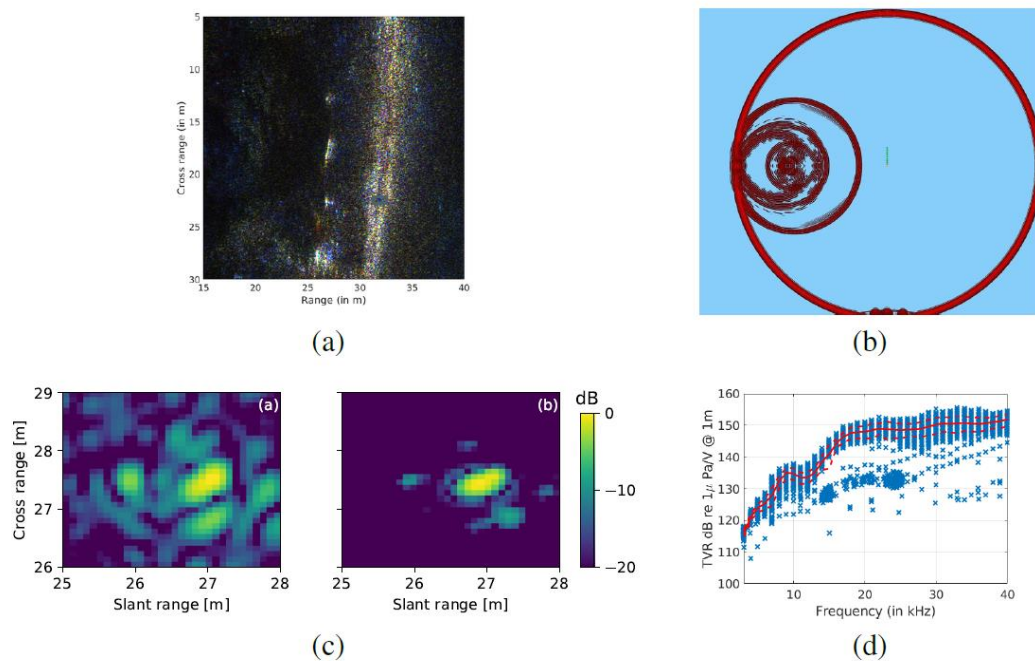 5
10
15
20
25
30
Cross range (in m)
15 20 25 30 35 40
Range (in m)
(a)
(b)
29
28
27
26
Cross range [m]
(a)
25 26 27 28
Slant range [m]
(b)
25 26 27 28
Slant range [m]
dB
0
−10
−20
(c)
160
150
140
130
120
110
100
TVR dB re 1μ Pa/V @ 1m
10 20 30 40
Frequency (in kHz)
(d)